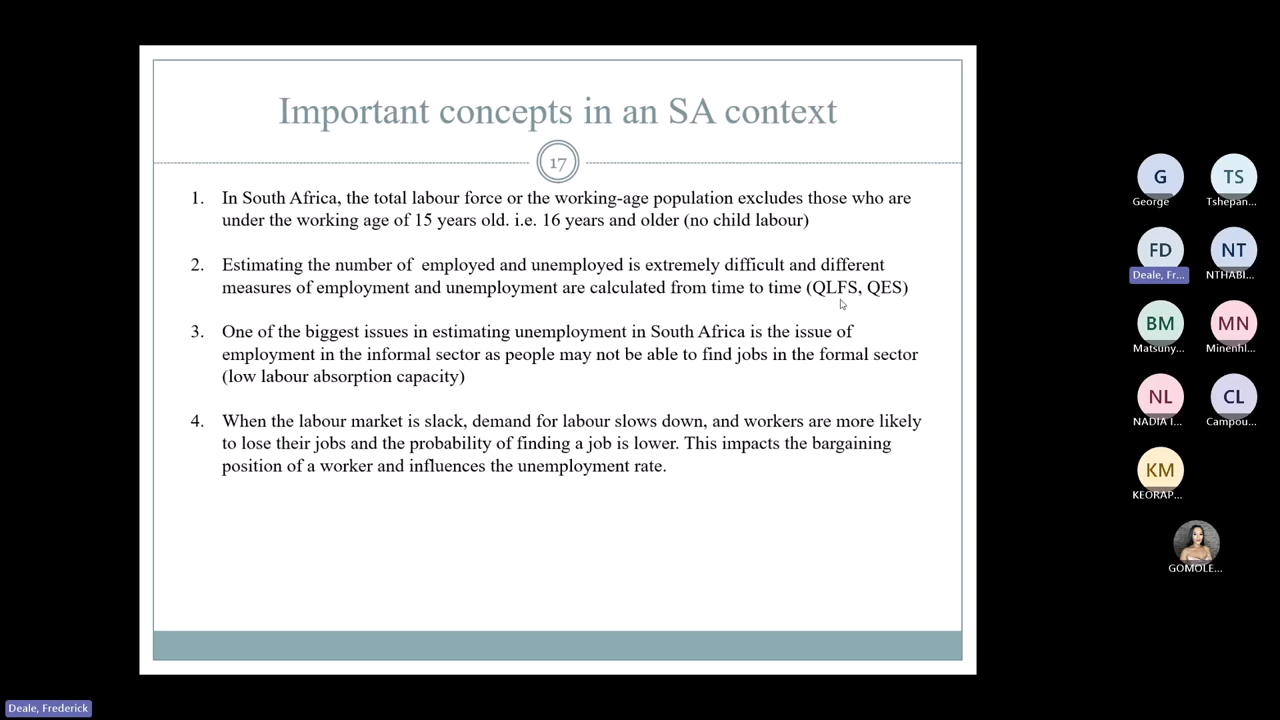 Important concepts in an SA context
17
1. In South Africa, the total labour force or the working-age population excludes those who are
under the working age of 15 years old. i.e. 16 years and older (no child labour)
2. Estimating the number of employed and unemployed is extremely difficult and different
measures of employment and unemployment are calculated from time to time (QLFS, QES)
3. One of the biggest issues in estimating unemployment in South Africa is the issue of
employment in the informal sector as people may not be able to find jobs in the formal sector
(low labour absorption capacity)
4. When the labour market is slack, demand for labour slows down, and workers are more likely
to lose their jobs and the probability of finding a job is lower. This impacts the bargaining
position of a worker and influences the unemployment rate.
G
George
TS
Tshepan...
FD
Deale, Fr...
NT
NTHABI...
BM
Matsuny...
MN
Minenhl...
NL
NADIA I...
CL
Campou...
KM
KEORAP...
GOMOLE...
Deale, Frederick